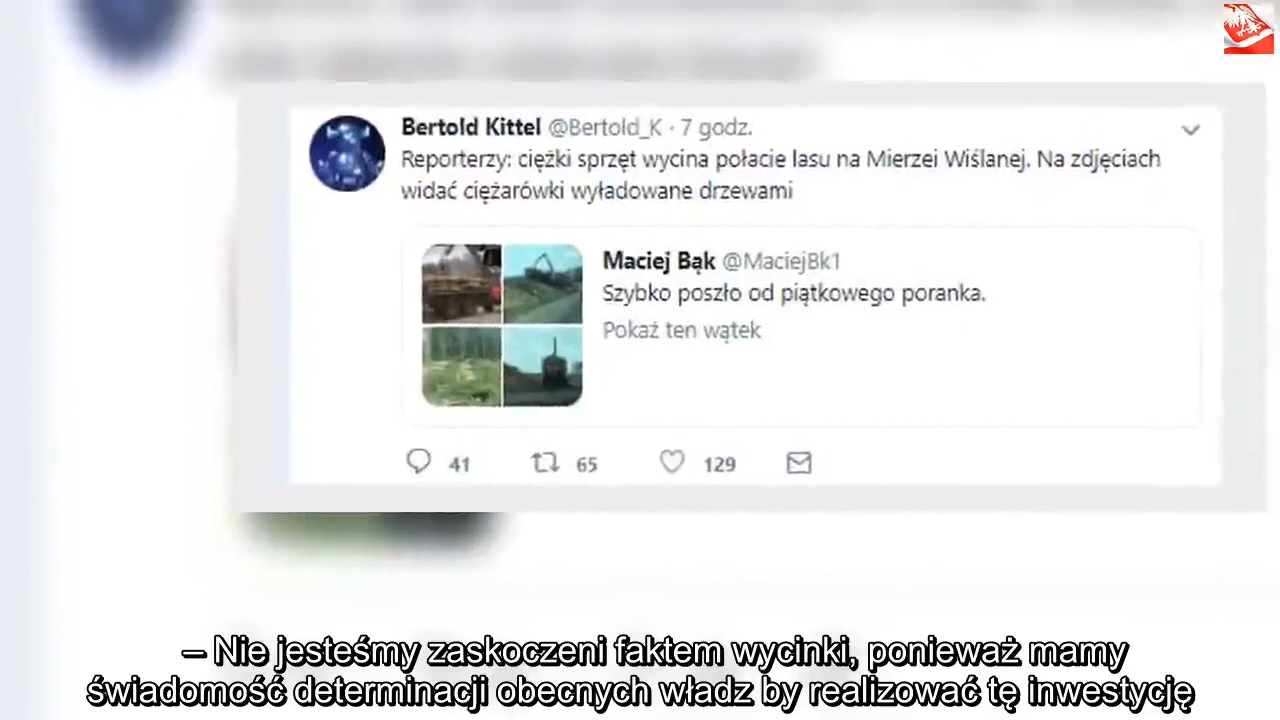 Bertold Kittel @Bertold_K · 7 godz.
Reporterzy: ciężki sprzęt wycina połacie lasu na Mierzei Wiślanej. Na zdjęciach
widać ciężarówki wyładowane drzewami
Maciej Bąk @MaciejBk1
Szybko poszło od piątkowego poranka.
Pokaż ten wątek
41 65 129
– Nie jesteśmy zaskoczeni faktem wycinki, ponieważ mamy
świadomość determinacji obecnych władz by realizować tę inwestycję